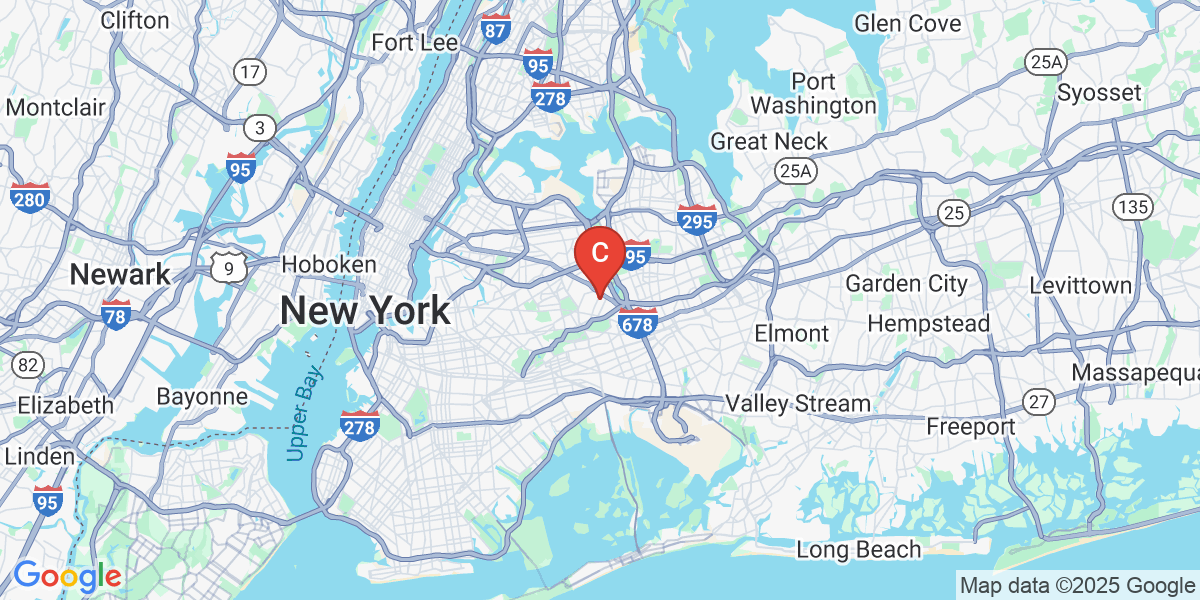 Clifton
Fort Lee
87
Glen Cove
17
95
25A
278
Port
Washington
Syosset
Montclair
3
Great Neck
95
25A
280
295
25
135
C
95
Newark
9
Hoboken
Garden City
Levittown
New York
78
678
Elmont
Hempstead
82
Upper Bay
Massapequa
Elizabeth
Bayonne
Valley Stream
27
278
Freeport
Linden
95
Long Beach
Google
Map data ©2025 Google